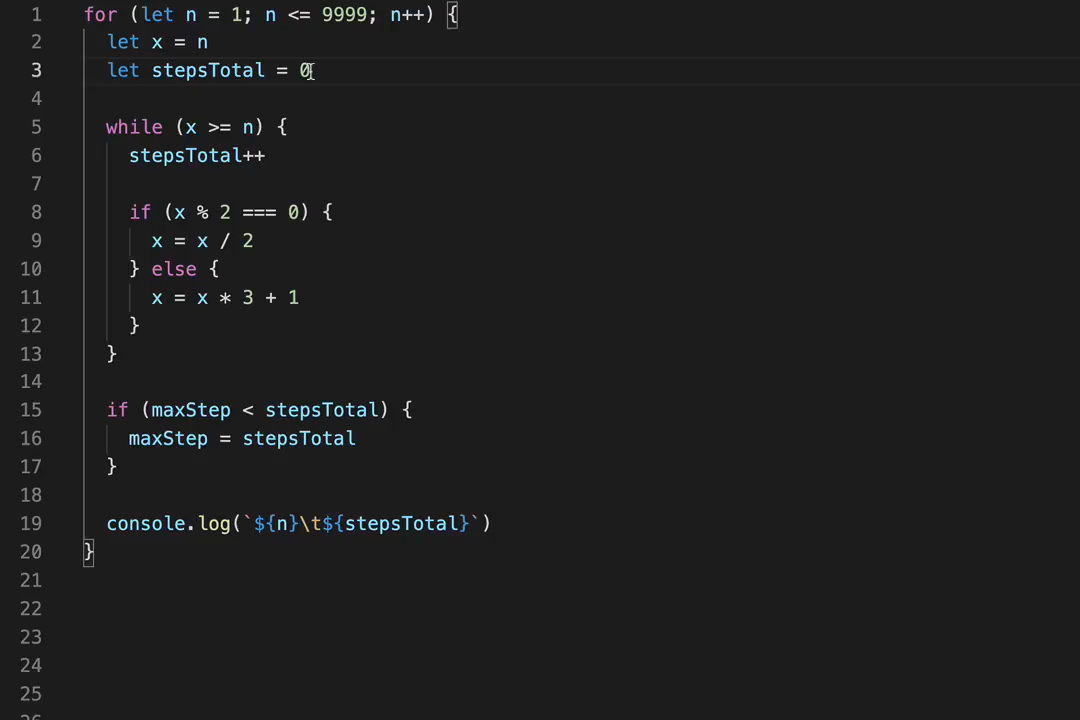 1 for (let n = 1; n <= 9999; n++) {
2 let x = n
3 let stepsTotal = 0
4
5 while (x >= n) {
6 stepsTotal++
7
8 if (x % 2 === 0) {
9 x = x / 2
10 } else {
11 x = x * 3 + 1
12 }
13 }
14
15 if (maxStep < stepsTotal) {
16 maxStep = stepsTotal
17 }
18
19 console.log(`${n}\t${stepsTotal}`)
20 }
21
22
23
24
25